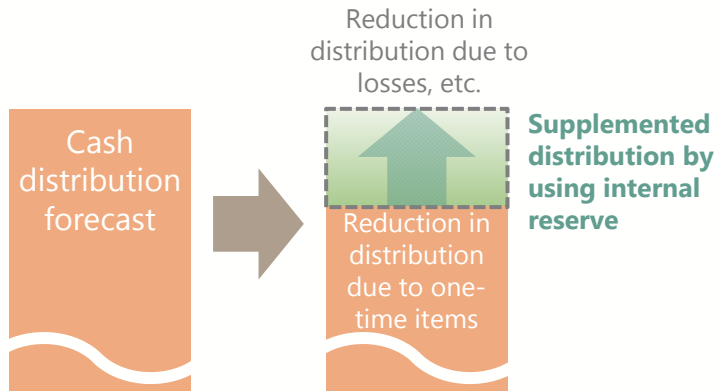 Reduction in
distribution due to
losses, etc.
Cash
distribution
forecast
Supplemented
distribution by
using internal
reserve
Reduction in
distribution
due to one-
time items